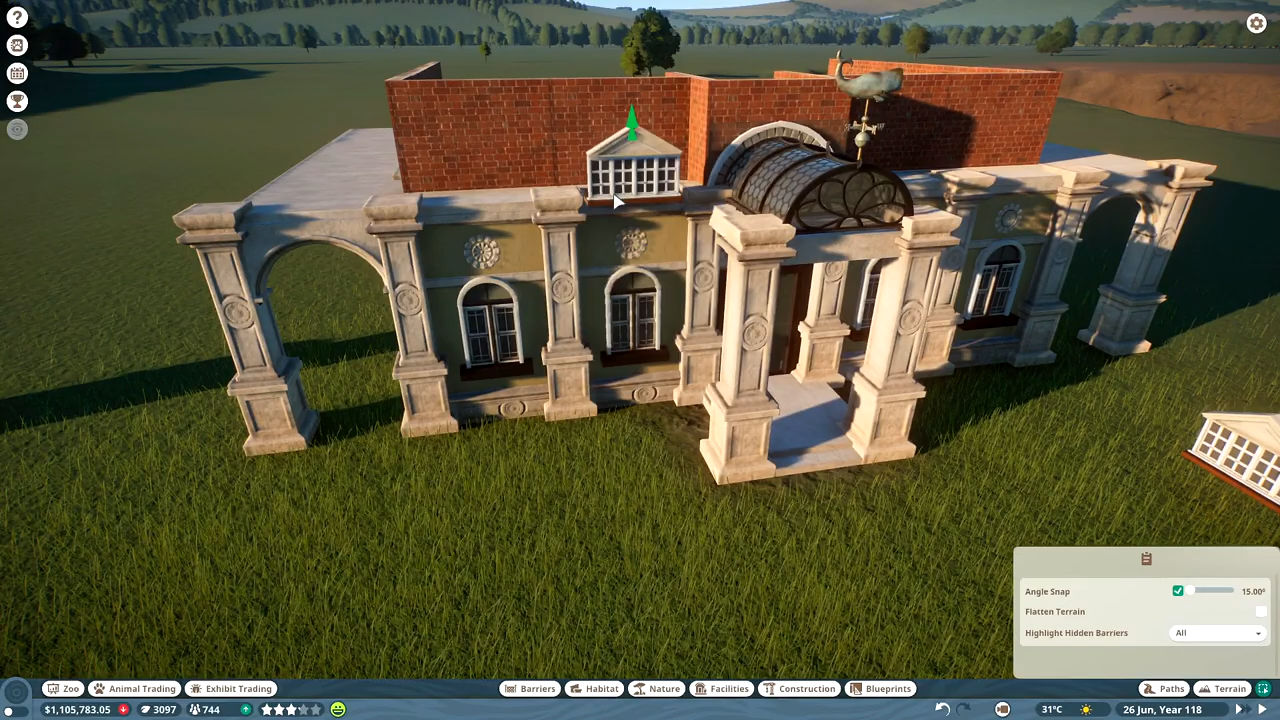 ?
Angle Snap 15.00°
Flatten Terrain
Highlight Hidden Barriers All
Zoo Animal Trading Exhibit Trading Barriers Habitat Nature Facilities Construction Blueprints Paths Terrain
$1,105,783.05 3097 744 31°C 26 Jun, Year 118